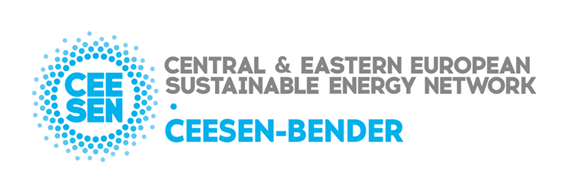 CEE
SEN
CENTRAL & EASTERN EUROPEAN
SUSTAINABLE ENERGY NETWORK
CEESEN-BENDER